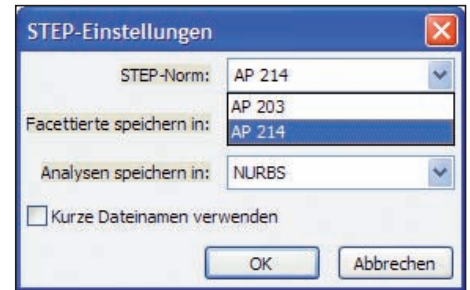 STEP-Einstellungen
STEP-Norm: AP 214
AP 203
Facettierte speichern in: AP 214
Analysen speichern in: NURBS
Kurze Dateinamen verwenden
OK Abbrechen